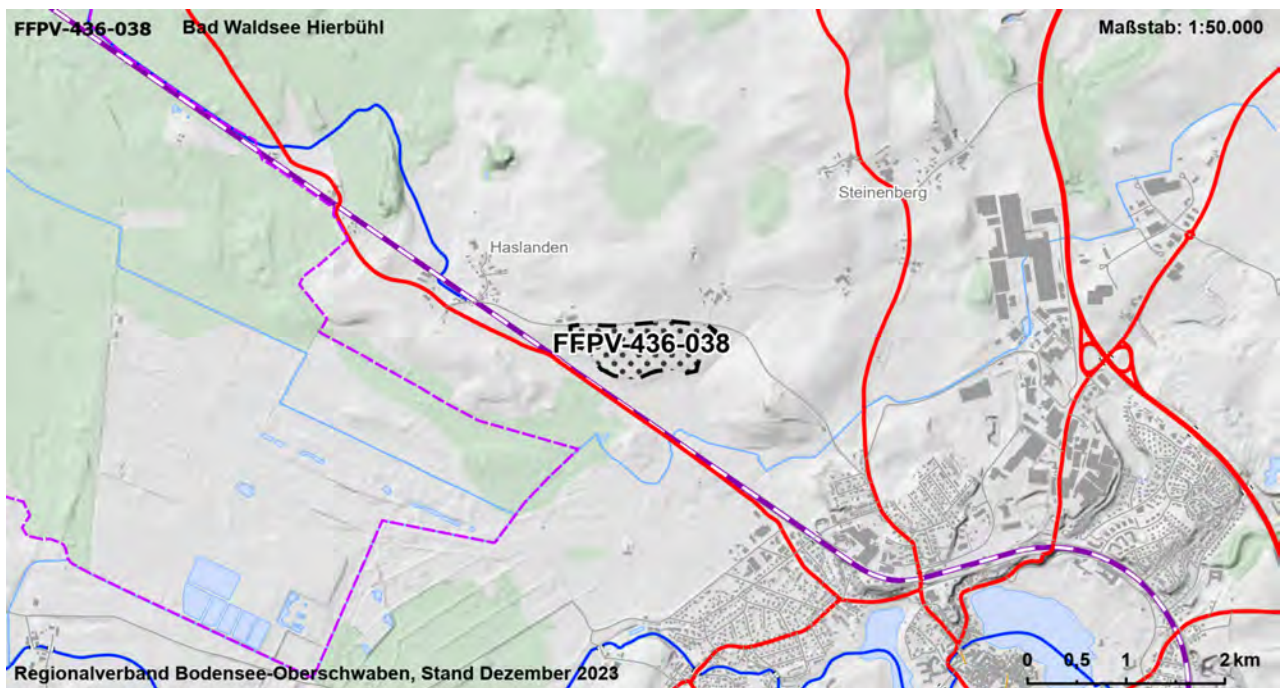 FFPV-436-038 Bad Waldsee Hierbühl Maßstab: 1:50.000
Steinenberg
Haslanden
FFPV-436-038
Regionalverband Bodensee-Oberschwaben, Stand Dezember 2023
0 0.5 1 2 km